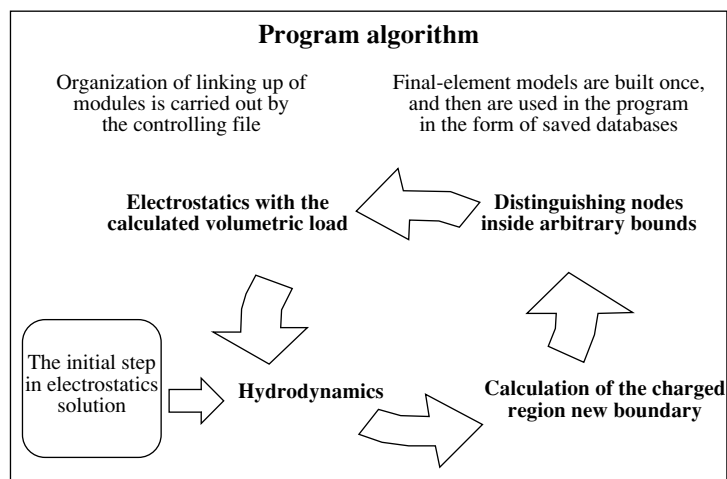 Program algorithm
Organization of linking up of
modules is carried out by
the controlling file
Final-element models are built once,
and then are used in the program
in the form of saved databases
Electrostatics with the
calculated volumetric load
Distinguishing nodes
inside arbitrary bounds
The initial step
in electrostatics
solution
Hydrodynamics
Calculation of the charged
region new boundary